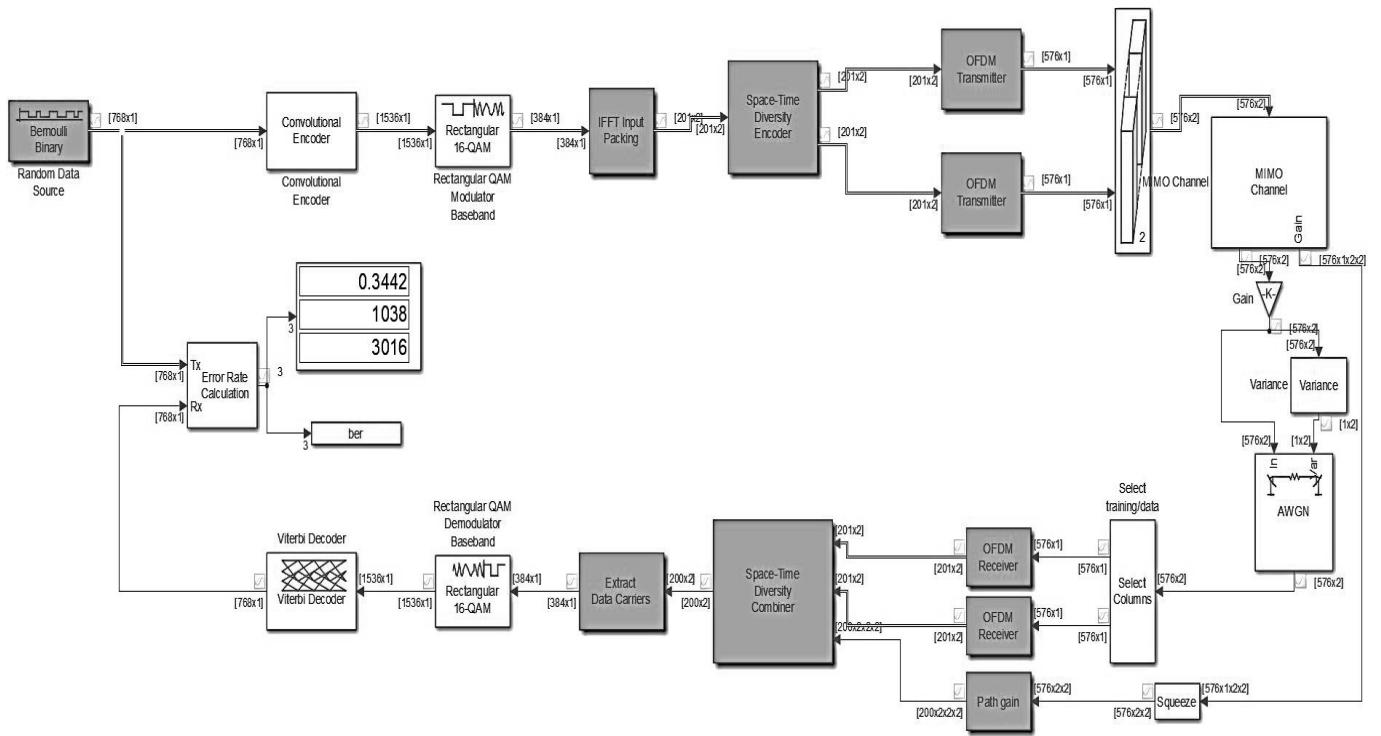 Bernoulli
Binary
Random Data
Source
[768x1]
[768x1]
Convolutional
Encoder
Convolutional
Encoder
[1536x1]
[1536x1]
Rectangular
16-QAM
Rectangular QAM
Modulator
Baseband
[384x1]
[384x1]
IFFT Input
Packing
[201x2]
[201x2]
Space-Time
Diversity
Encoder
[201x2]
[201x2]
[201x2]
[201x2]
OFDM
Transmitter
[576x1]
[576x1]
OFDM
Transmitter
[576x1]
[576x1]
2
MIMO Channel
[576x2]
[576x2]
MIMO
Channel
Gain
[576x2]
[576x2]
[576x1x2x2]
Gain
-K-
[576x2]
[576x2]
Variance
Variance
[1x2]
[576x2]
[1x2]
In
Var
AWGN
[576x2]
0.3442
1038
3016
3
Tx
Rx
Error Rate
Calculation
[768x1]
[768x1]
3
ber
3
Select
training/data
Select
Columns
[576x2]
[576x1]
[576x1]
OFDM
Receiver
[201x2]
[201x2]
[576x1]
[576x1]
OFDM
Receiver
[201x2]
[201x2]
[576x1x2x2]
Squeeze
[576x2x2]
[576x2x2]
Path gain
[200x2x2x2]
[200x2x2x2]
Space-Time
Diversity
Combiner
[200x2]
[200x2]
Extract
Data Carriers
[384x1]
[384x1]
Rectangular QAM
Demodulator
Baseband
Rectangular
16-QAM
[1536x1]
[1536x1]
Viterbi Decoder
Viterbi Decoder
[768x1]